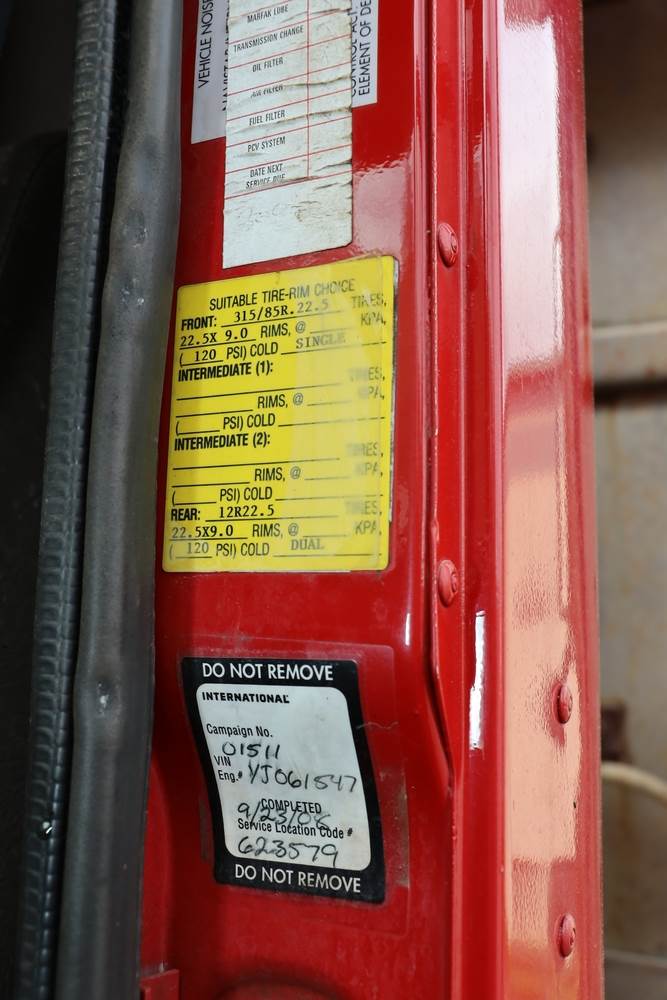 VEHICLE NOISE
CONTROL
ELEMENT OF DE
MARFAK LUBE
TRANSMISSION CHANGE
OIL FILTER
AIR FILTER
FUEL FILTER
PCV SYSTEM
DATE NEXT
SERVICE DUE
SUITABLE TIRE-RIM CHOICE
FRONT: 315/85R.22.5 TIRES,
22.5X 9.0 RIMS, @ KPA,
( 120 PSI) COLD SINGLE
INTERMEDIATE (1):
TIRES,
RIMS, @ KPA,
( PSI) COLD
INTERMEDIATE (2):
TIRES,
RIMS, @ KPA,
( PSI) COLD
REAR: 12R22.5 TIRES,
22.5X9.0 RIMS, @ KPA,
( 120 PSI) COLD DUAL
DO NOT REMOVE
INTERNATIONAL
Campaign No.
01511
VIN
Eng.# YJ061547
COMPLETED
9/23/08
Service Location Code #
623579
DO NOT REMOVE